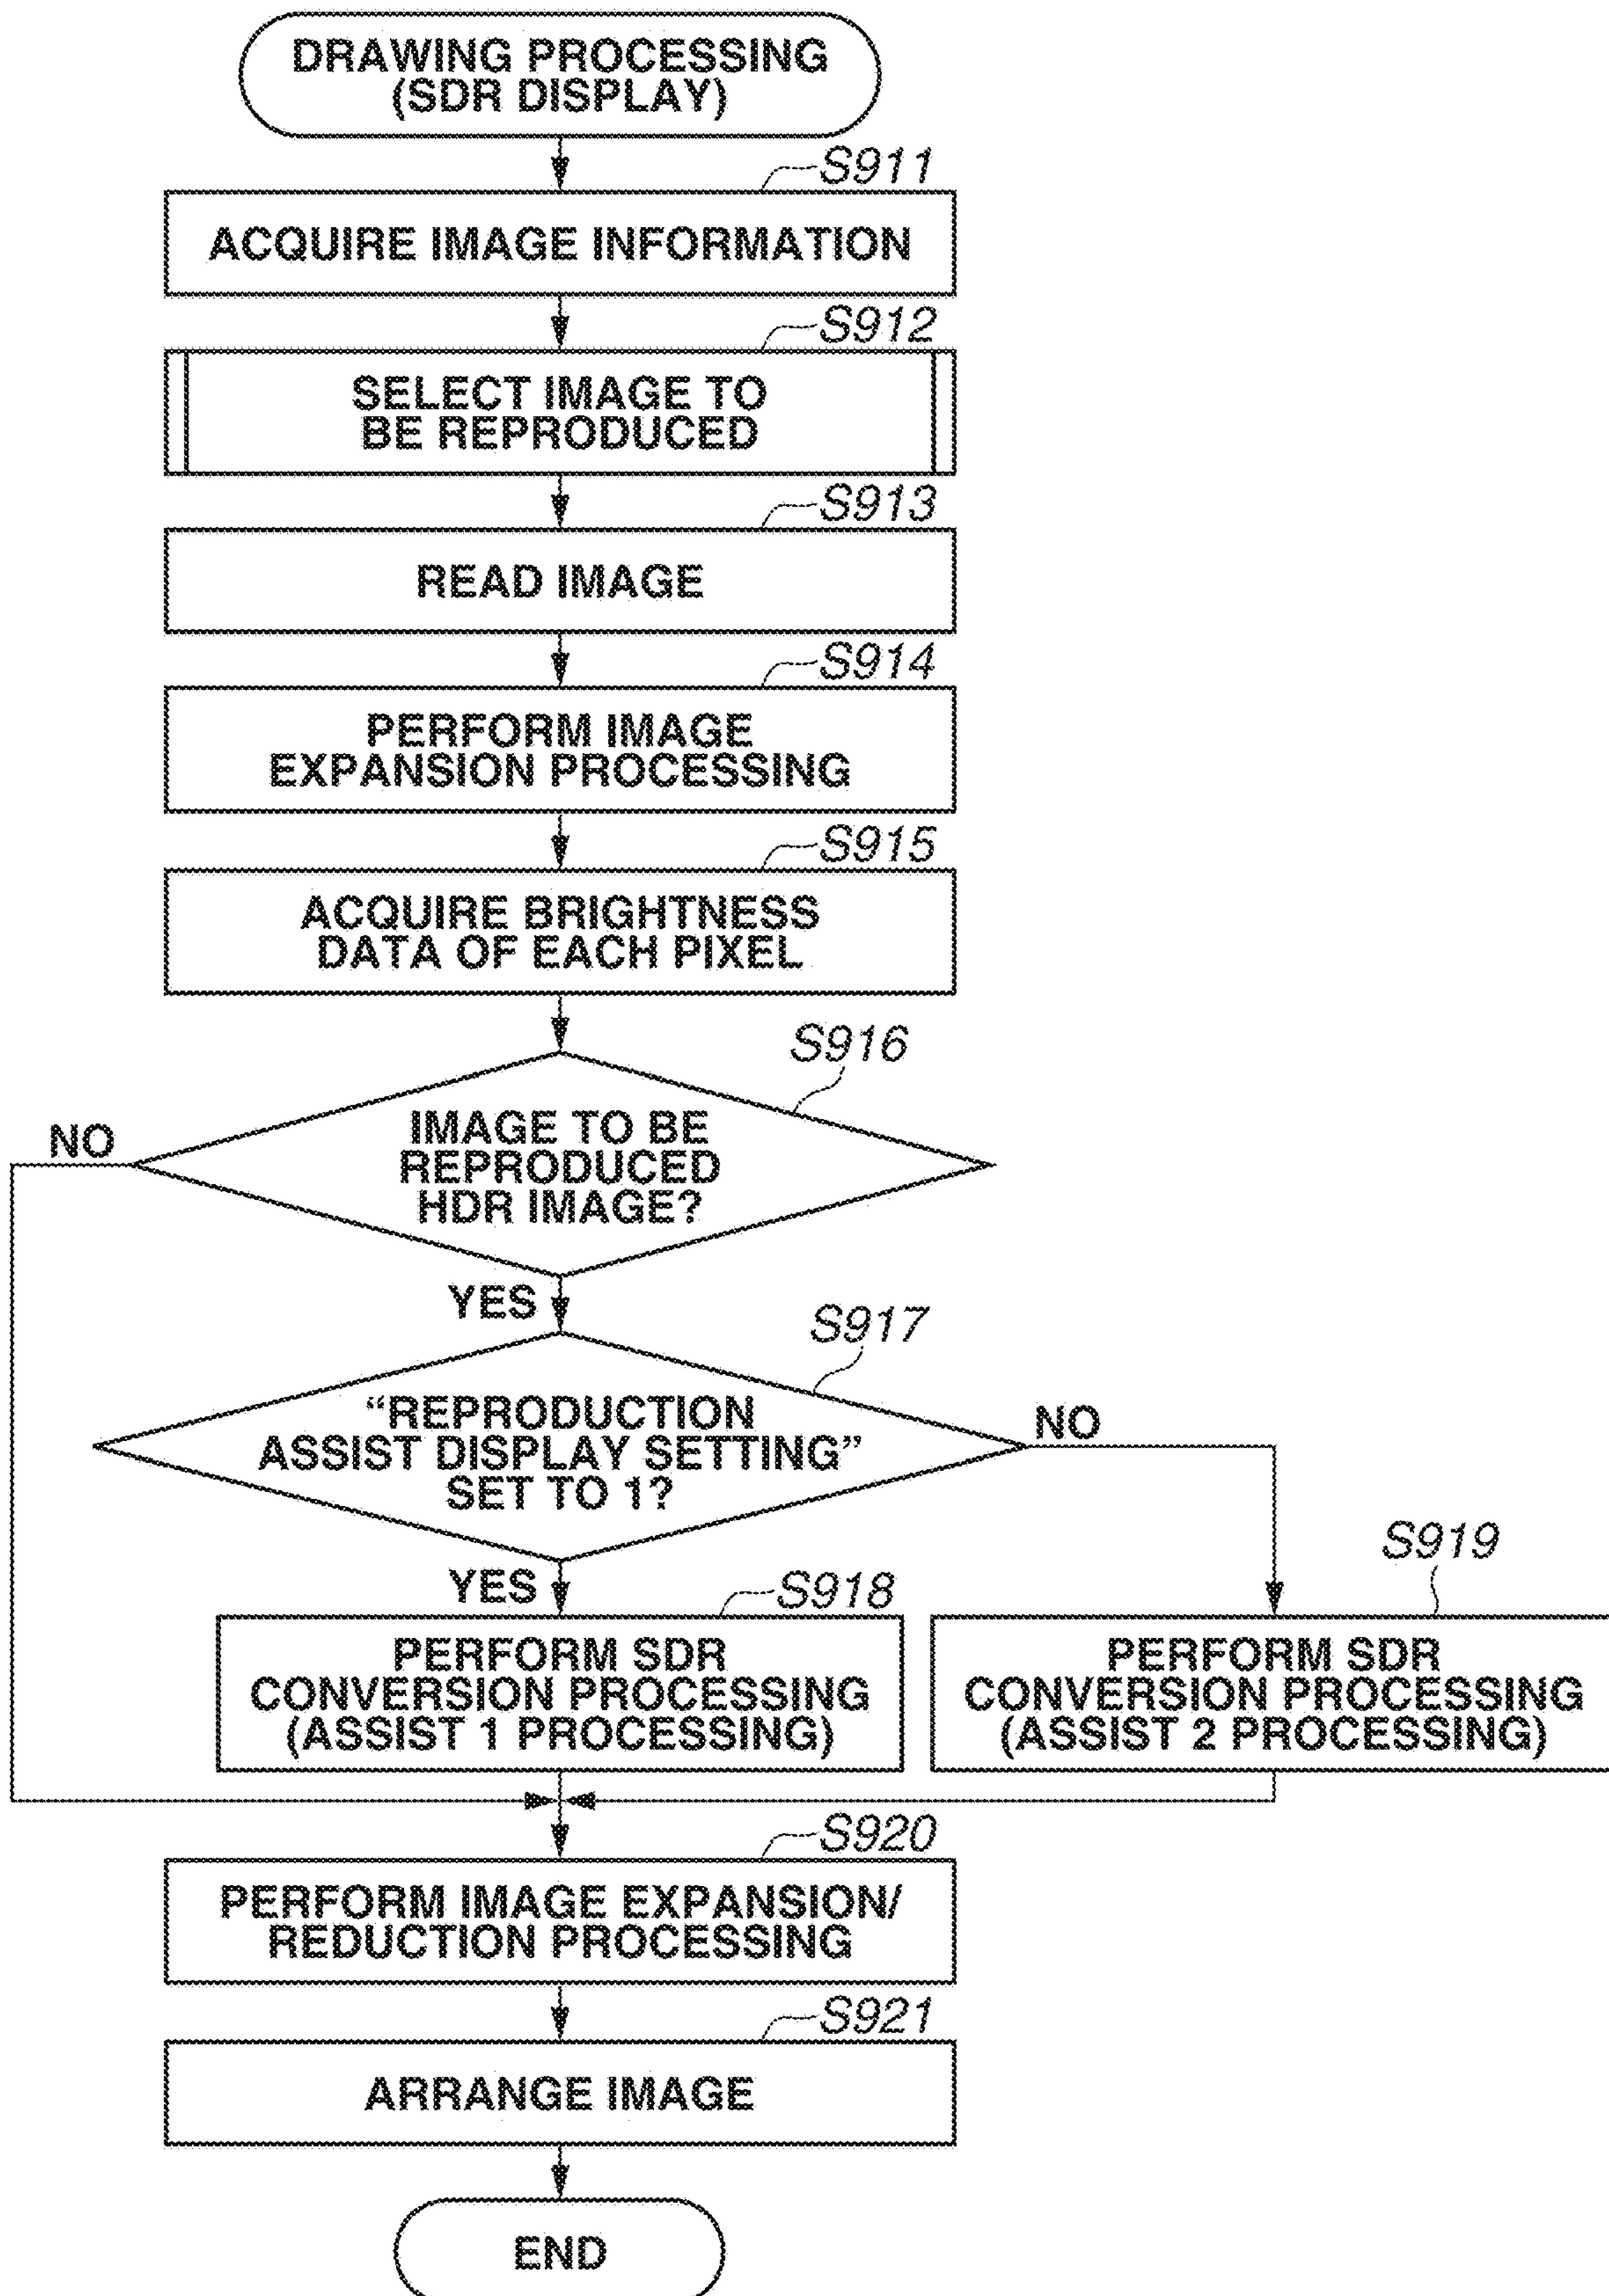 DRAWING PROCESSING
(SDR DISPLAY)
S911
ACQUIRE IMAGE INFORMATION
S912
SELECT IMAGE TO
BE REPRODUCED
S913
READ IMAGE
S914
PERFORM IMAGE
EXPANSION PROCESSING
S915
ACQUIRE BRIGHTNESS
DATA OF EACH PIXEL
S916
NO
IMAGE TO BE
REPRODUCED
HDR IMAGE?
YES
S917
“REPRODUCTION
ASSIST DISPLAY SETTING”
SET TO 1?
NO
YES
S918
PERFORM SDR
CONVERSION PROCESSING
(ASSIST 1 PROCESSING)
S919
PERFORM SDR
CONVERSION PROCESSING
(ASSIST 2 PROCESSING)
S920
PERFORM IMAGE EXPANSION/
REDUCTION PROCESSING
S921
ARRANGE IMAGE
END